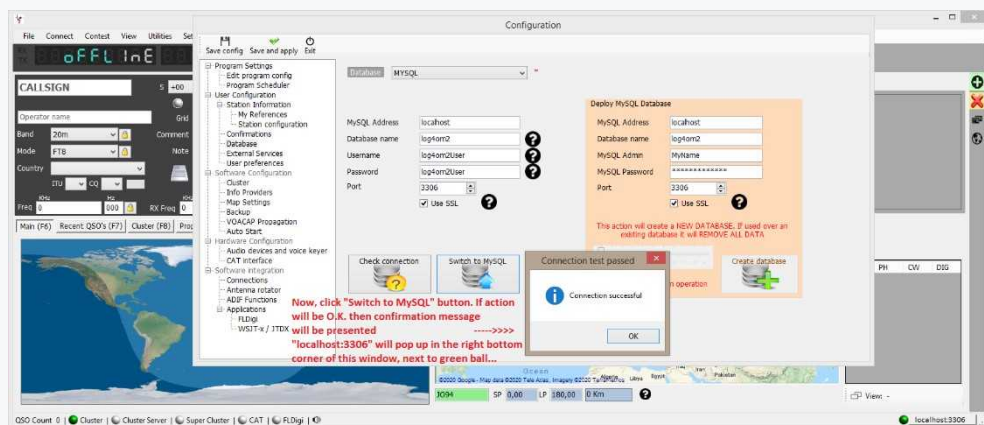 Configuration
File Connect Contest View Utilities
oFFLInE
Save config Save and apply Exit
Program Settings
Edit program config
Program Scheduler
User Configuration
Station Information
My References
Station configuration
Confirmations
Database
External Services
User preferences
Software Configuration
Cluster
Info Providers
Map Settings
Backup
VOACAP Propagation
Auto Start
Hardware Configuration
Audio devices and voice keyer
CAT interface
Software integration
Connections
Antenna rotator
ADIF Functions
Applications
FLDigi
WSJT-x / JTDX
CALLSIGN
S +00
Operator name
Grid
Band 20m
Comment
Mode FT8
Note
Country
ITU CQ
KHz Hz KHz
Freq 0 000 RX Freq 0
Main (F6) Recent QSO's (F7) Cluster (F8)
Database MYSQL
MySQL Address localhost
Database name log4om2
Username log4om2User
Password log4om2User
Port 3306
Use SSL
Deploy MySQL Database
MySQL Address localhost
Database name log4om2
MySQL Admn MyName
MySQL Password *************
Port 3306
Use SSL
This action will create a NEW DATABASE. If used over an
existing database it will REMOVE ALL DATA
Check connection
Switch to MySQL
Create database
operation
Connection test passed
Connection successful
OK
Now, click "Switch to MySQL" button. If action
will be O.K. then confirmation message
will be presented ----->>>>
"localhost:3306" will pop up in the right bottom
corner of this window, next to green ball...
PH CW DIG
JO94 SP 0,00 LP 180,00 0 Km
View: -
QSO Count 0 | Cluster | Cluster Server | Super Cluster | CAT | FLDigi |
localhost:3306